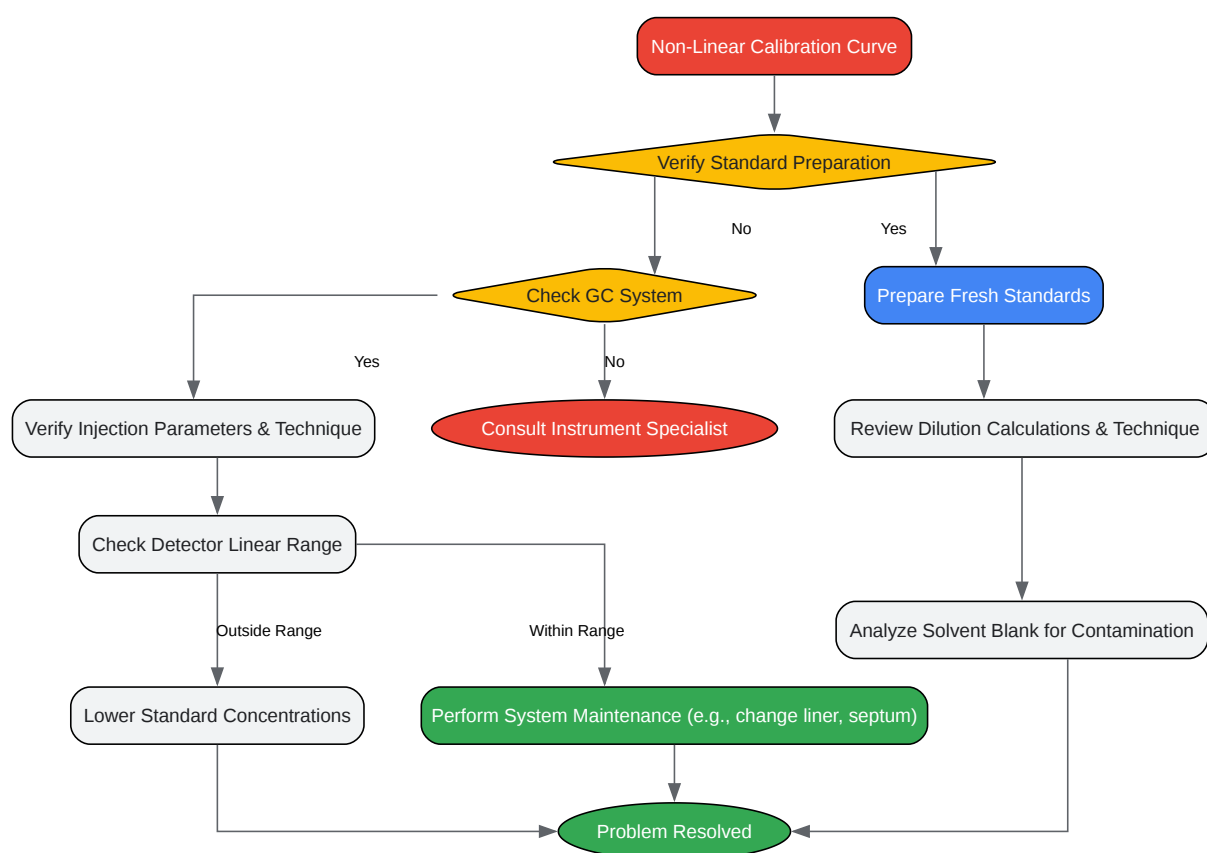 Non-Linear Calibration Curve
Verify Standard Preparation
No
Yes
Check GC System
Prepare Fresh Standards
Yes
No
Verify Injection Parameters & Technique
Consult Instrument Specialist
Review Dilution Calculations & Technique
Check Detector Linear Range
Outside Range
Within Range
Analyze Solvent Blank for Contamination
Lower Standard Concentrations
Perform System Maintenance (e.g., change liner, septum)
Problem Resolved